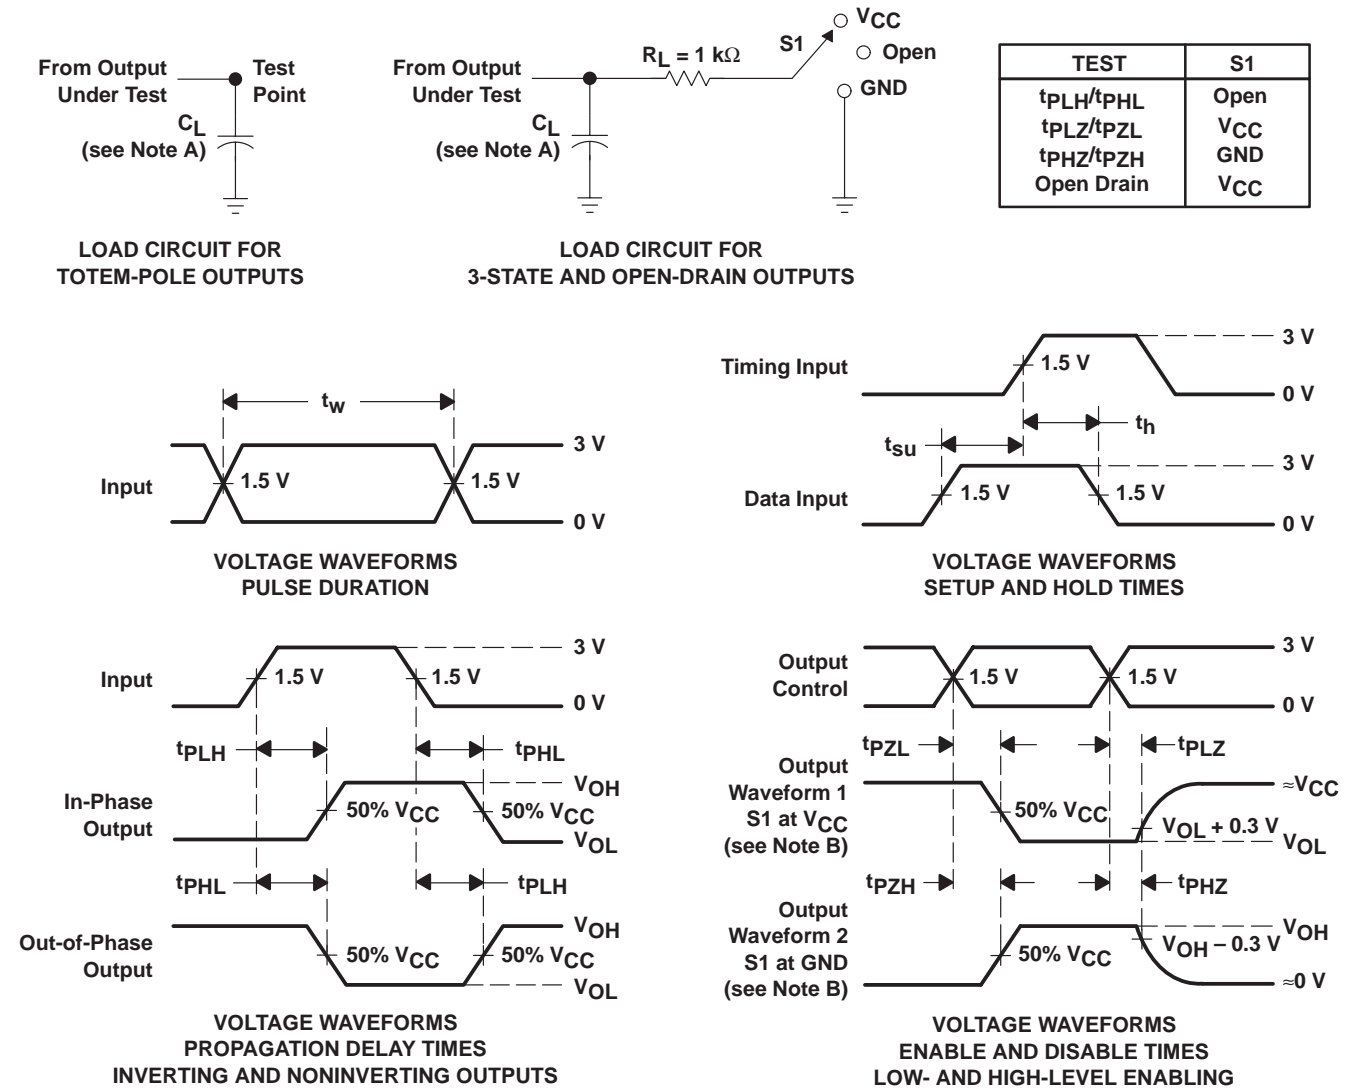 From Output
Under Test
Test
Point
CL
(see Note A)
LOAD CIRCUIT FOR
TOTEM-POLE OUTPUTS
From Output
Under Test
CL
(see Note A)
RL = 1 kΩ
S1
VCC
Open
GND
LOAD CIRCUIT FOR
3-STATE AND OPEN-DRAIN OUTPUTS
TEST S1
tPLH/tPHL Open
tPLZ/tPZL VCC
tPHZ/tPZH GND
Open Drain VCC
tw
Input
1.5 V
1.5 V
3 V
0 V
VOLTAGE WAVEFORMS
PULSE DURATION
Timing Input
1.5 V
3 V
0 V
th
tsu
Data Input
1.5 V
1.5 V
3 V
0 V
VOLTAGE WAVEFORMS
SETUP AND HOLD TIMES
Input
1.5 V
1.5 V
3 V
0 V
tPLH
tPHL
In-Phase
Output
50% VCC
50% VCC
VOH
VOL
tPHL
tPLH
Out-of-Phase
Output
50% VCC
50% VCC
VOH
VOL
VOLTAGE WAVEFORMS
PROPAGATION DELAY TIMES
INVERTING AND NONINVERTING OUTPUTS
Output
Control
1.5 V
1.5 V
3 V
0 V
tPZL
tPLZ
Output
Waveform 1
S1 at VCC
(see Note B)
50% VCC
≈VCC
VOL + 0.3 V
VOL
tPZH
tPHZ
Output
Waveform 2
S1 at GND
(see Note B)
50% VCC
VOH
VOH – 0.3 V
≈0 V
VOLTAGE WAVEFORMS
ENABLE AND DISABLE TIMES
LOW- AND HIGH-LEVEL ENABLING